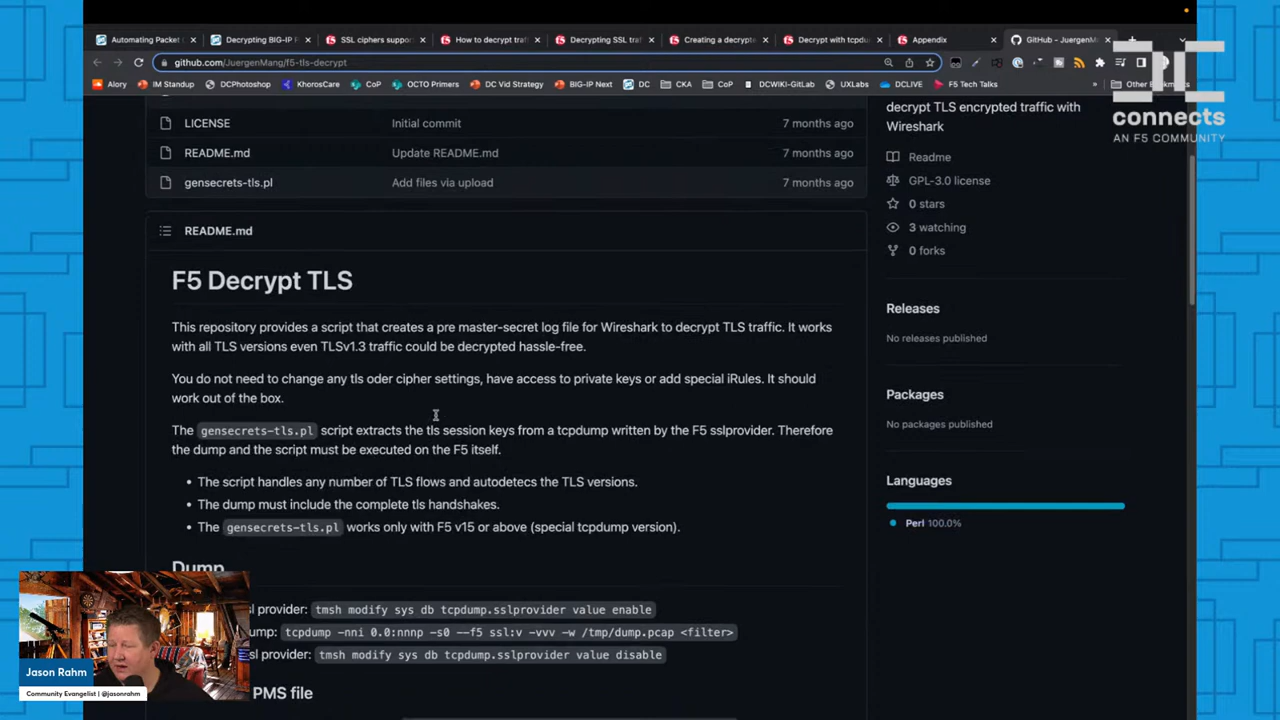 Automating Packet C
Decrypting BIG-IP P
SSL ciphers suppor
How to decrypt traff
Decrypting SSL traf
Creating a decrypte
Decrypt with tcpdu
Appendix
GitHub - JuergenMang
github.com/JuergenMang/f5-tls-decrypt
Alory
IM Standup
DCPhotoshop
KhorosCare
CoP
OCTO Primers
DC Vid Strategy
BIG-IP Next
DC
CKA
CoP
DCWIKI-GitLab
UXLabs
DCLIVE
F5 Tech Talks
Other Bookmarks
connects
AN F5 COMMUNITY
LICENSE Initial commit 7 months ago
README.md Update README.md 7 months ago
gensecrets-tls.pl Add files via upload 7 months ago
README.md
F5 Decrypt TLS
This repository provides a script that creates a pre master-secret log file for Wireshark to decrypt TLS traffic. It works
with all TLS versions even TLSv1.3 traffic could be decrypted hassle-free.
You do not need to change any tls oder cipher settings, have access to private keys or add special iRules. It should
work out of the box.
The gensecrets-tls.pl script extracts the tls session keys from a tcpdump written by the F5 sslprovider. Therefore
the dump and the script must be executed on the F5 itself.
• The script handles any number of TLS flows and autodetecs the TLS versions.
• The dump must include the complete tls handshakes.
• The gensecrets-tls.pl works only with F5 v15 or above (special tcpdump version).
Dump
sl provider: tmsh modify sys db tcpdump.sslprovider value enable
ump: tcpdump -nni 0.0:nnnp -s0 --f5 ssl:v -vvv -w /tmp/dump.pcap <filter>
sl provider: tmsh modify sys db tcpdump.sslprovider value disable
PMS file
decrypt TLS encrypted traffic with
Wireshark
Readme
GPL-3.0 license
0 stars
3 watching
0 forks
Releases
No releases published
Packages
No packages published
Languages
Perl 100.0%
Jason Rahm
Community Evangelist | @jasonrahm